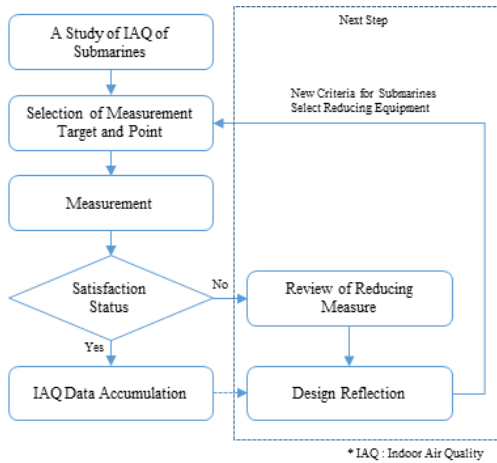 Next Step
A Study of IAQ of
Submarines
New Criteria for Submarines
Select Reducing Equipment
Selection of Measurement
Target and Point
Measurement
Satisfaction
Status
No
Review of Reducing
Measure
Yes
IAQ Data Accumulation
Design Reflection
* IAQ : Indoor Air Quality